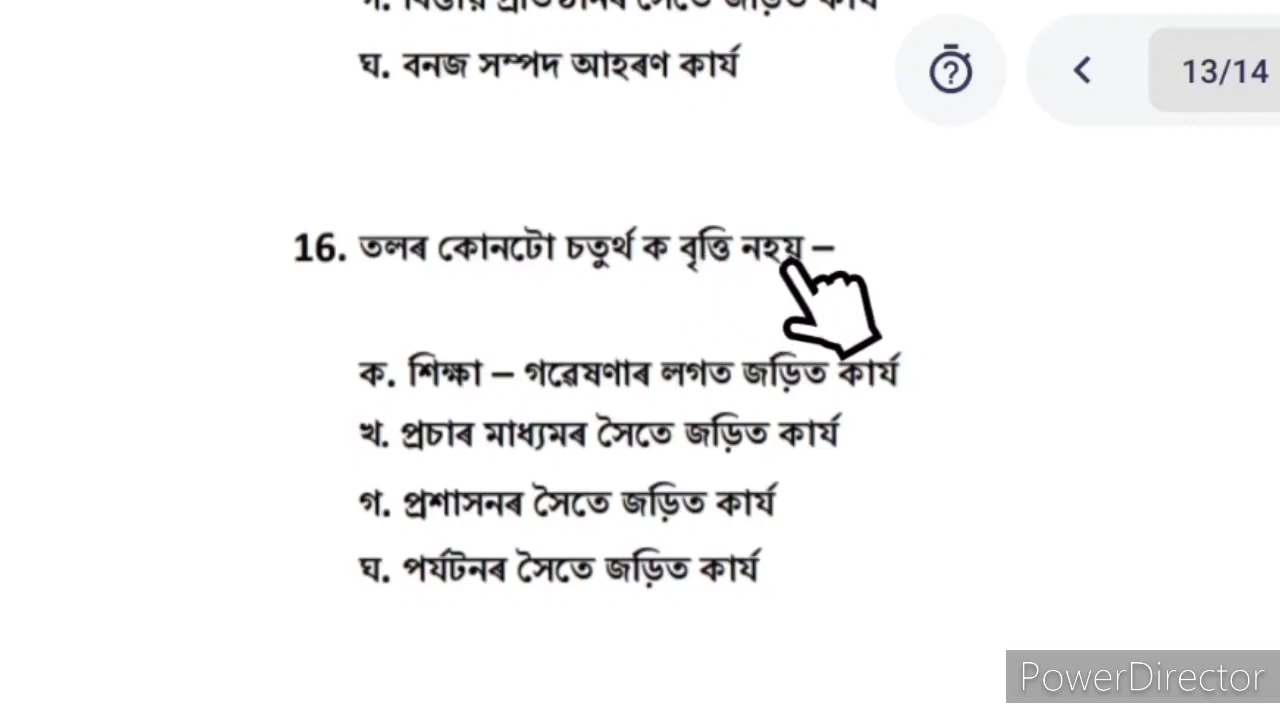 ঘ. বনজ সম্পদ আহৰণ কাৰ্য
13/14
16. তলৰ কোনটো চতুৰ্থ ক বৃত্তি নহয় –
ক. শিক্ষা – গৱেষণাৰ লগত জড়িত কাৰ্য
খ. প্ৰচাৰ মাধ্যমৰ সৈতে জড়িত কাৰ্য
গ. প্ৰশাসনৰ সৈতে জড়িত কাৰ্য
ঘ. পৰ্যটনৰ সৈতে জড়িত কাৰ্য
PowerDirector